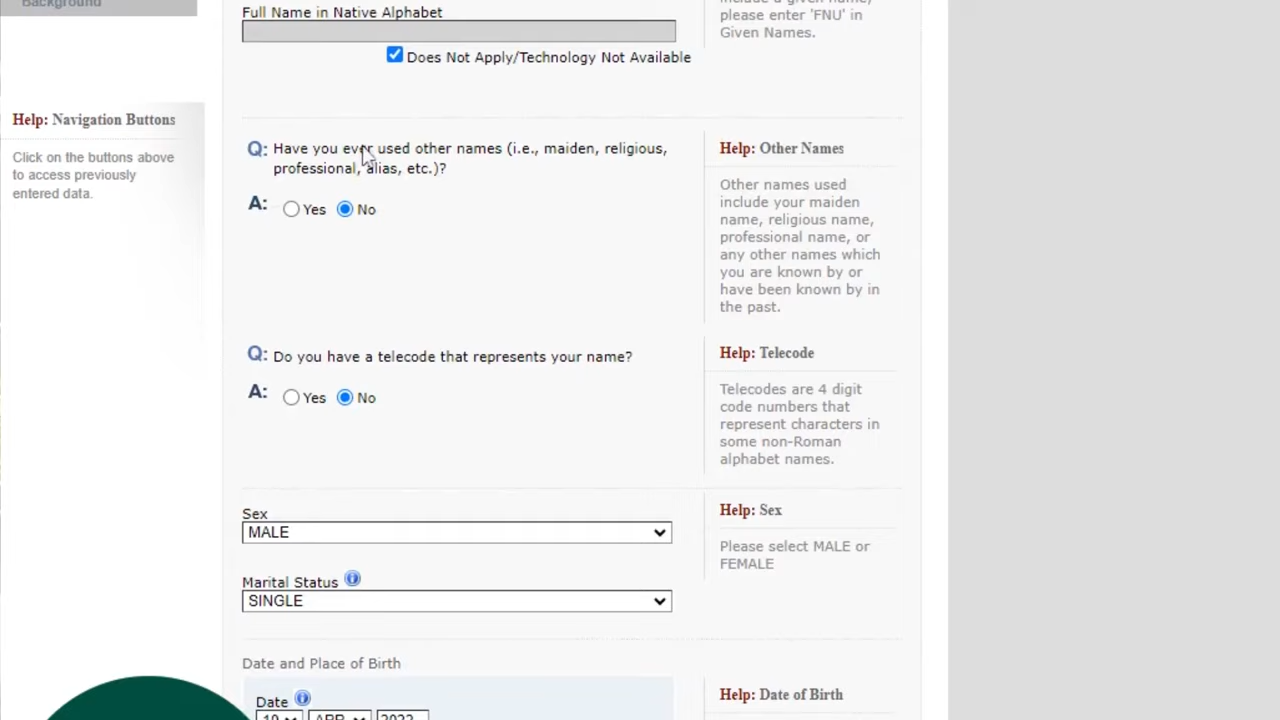 Background
Full Name in Native Alphabet
Does Not Apply/Technology Not Available
include a given name,
please enter 'FNU' in
Given Names.
Help: Navigation Buttons
Click on the buttons above
to access previously
entered data.
Q: Have you ever used other names (i.e., maiden, religious,
professional, alias, etc.)?
A: Yes No
Help: Other Names
Other names used
include your maiden
name, religious name,
professional name, or
any other names which
you are known by or
have been known by in
the past.
Q: Do you have a telecode that represents your name?
A: Yes No
Help: Telecode
Telecodes are 4 digit
code numbers that
represent characters in
some non-Roman
alphabet names.
Sex
MALE
Help: Sex
Please select MALE or
FEMALE
Marital Status
SINGLE
Date and Place of Birth
Date
Help: Date of Birth